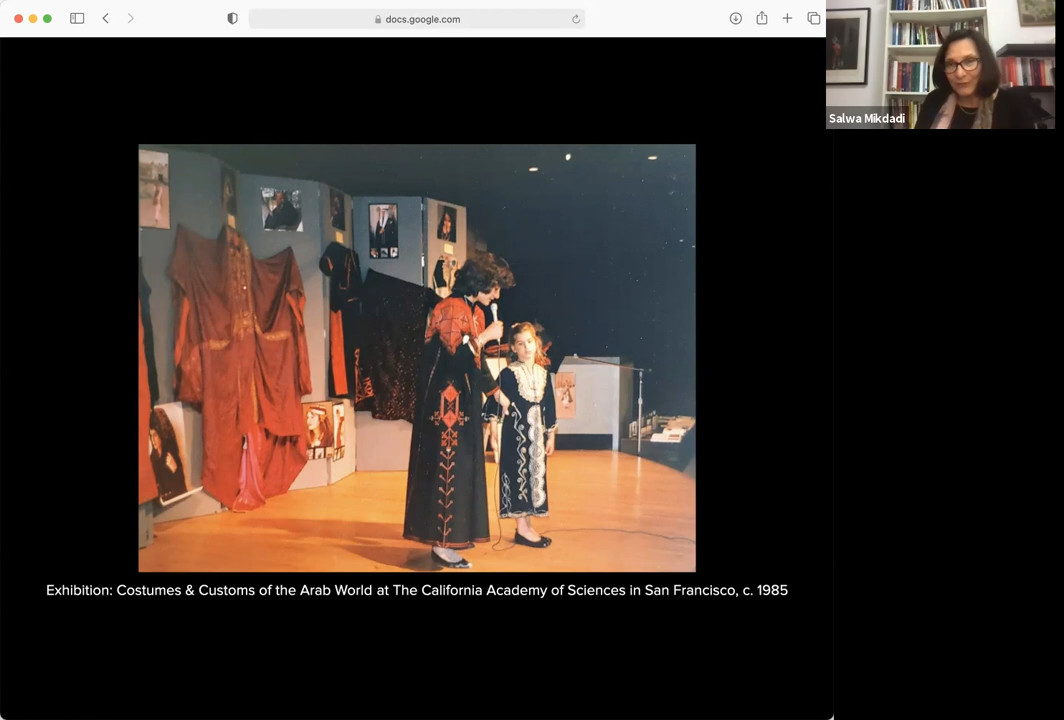 docs.google.com
Salwa Mikdadi
Exhibition: Costumes & Customs of the Arab World at The California Academy of Sciences in San Francisco, c. 1985